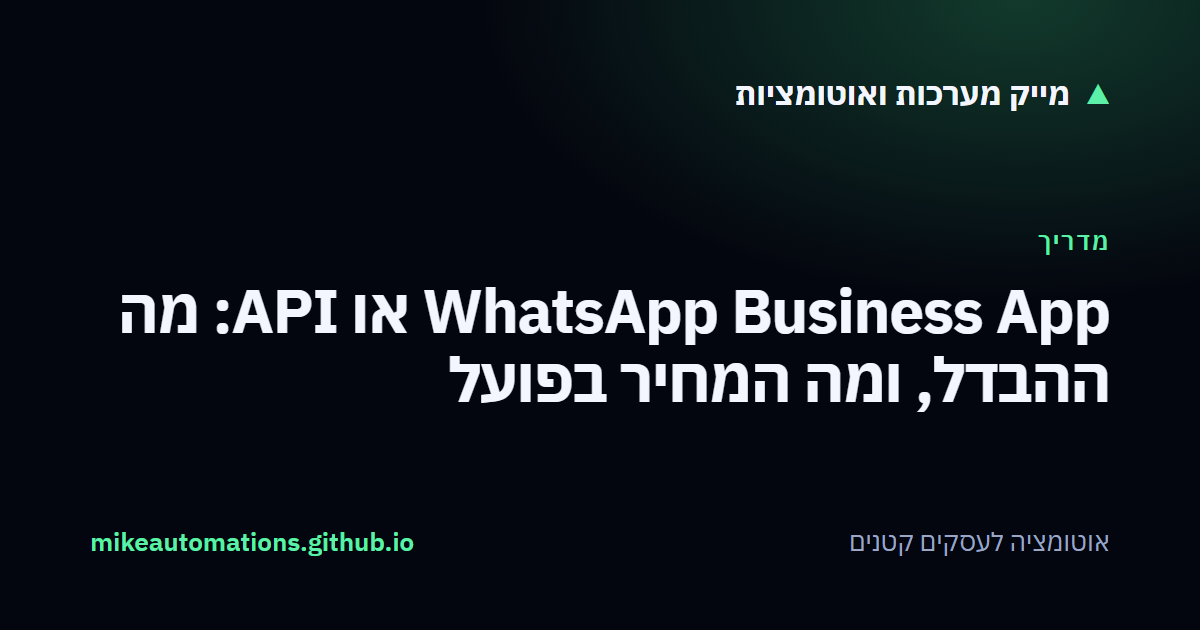 מייק מערכות ואוטומציות
מדריך
WhatsApp Business App או API: מה
ההבדל, ומה המחיר בפועל
אוטומציה לעסקים קטנים
mikeautomations.github.io